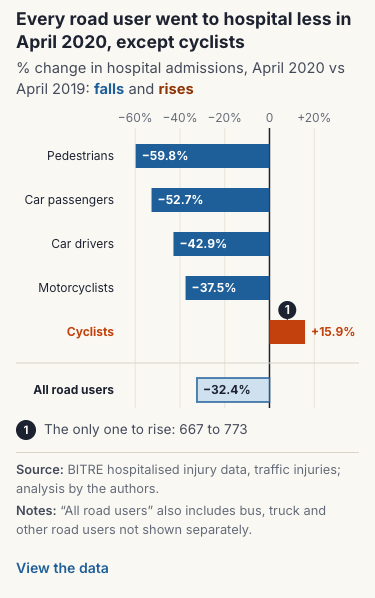 Every road user went to hospital less in
April 2020, except cyclists
% change in hospital admissions, April 2020 vs
April 2019: falls and rises
−60% −40% −20% 0 +20%
Pedestrians −59.8%
Car passengers −52.7%
Car drivers −42.9%
Motorcyclists −37.5%
1
Cyclists +15.9%
All road users −32.4%
1 The only one to rise: 667 to 773
Source: BITRE hospitalised injury data, traffic injuries;
analysis by the authors.
Notes: “All road users” also includes bus, truck and
other road users not shown separately.
View the data